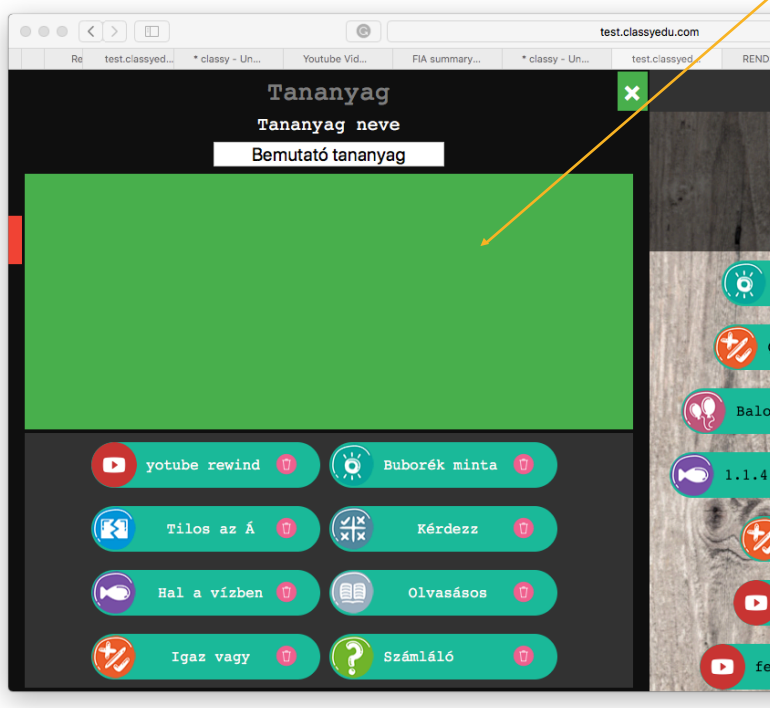 test.classyedu.com
Re test.classyed... * classy - Un... Youtube Vid... FIA summary... * classy - Un... test.classyed... REND
Tananyag
Tananyag neve
Bemutató tananyag
yotube rewind Buborék minta
Tilos az Á Kérdezz
Hal a vízben Olvasásos
Igaz vagy Számláló
Balo
1.1.4
fe